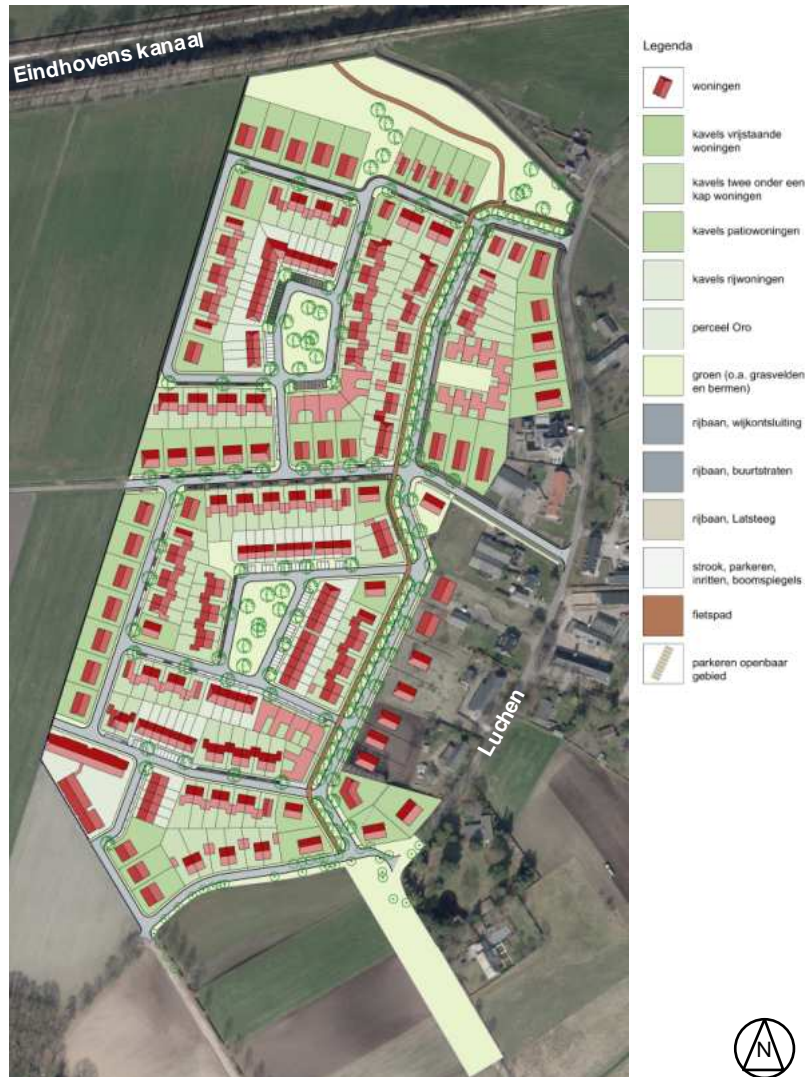 Eindhovens kanaal
Luchen
Legenda
woningen
kavels vrijstaande
woningen
kavels twee onder een
kap woningen
kavels patiowoningen
kavels rijwoningen
perceel Oro
groen (o.a. grasvelden
en bermen)
rijbaan, wijkontsluiting
rijbaan, buurtstraten
rijbaan, Latsteeg
strook, parkeren,
inritten, boomspiegels
fietspad
parkeren openbaar
gebied
N